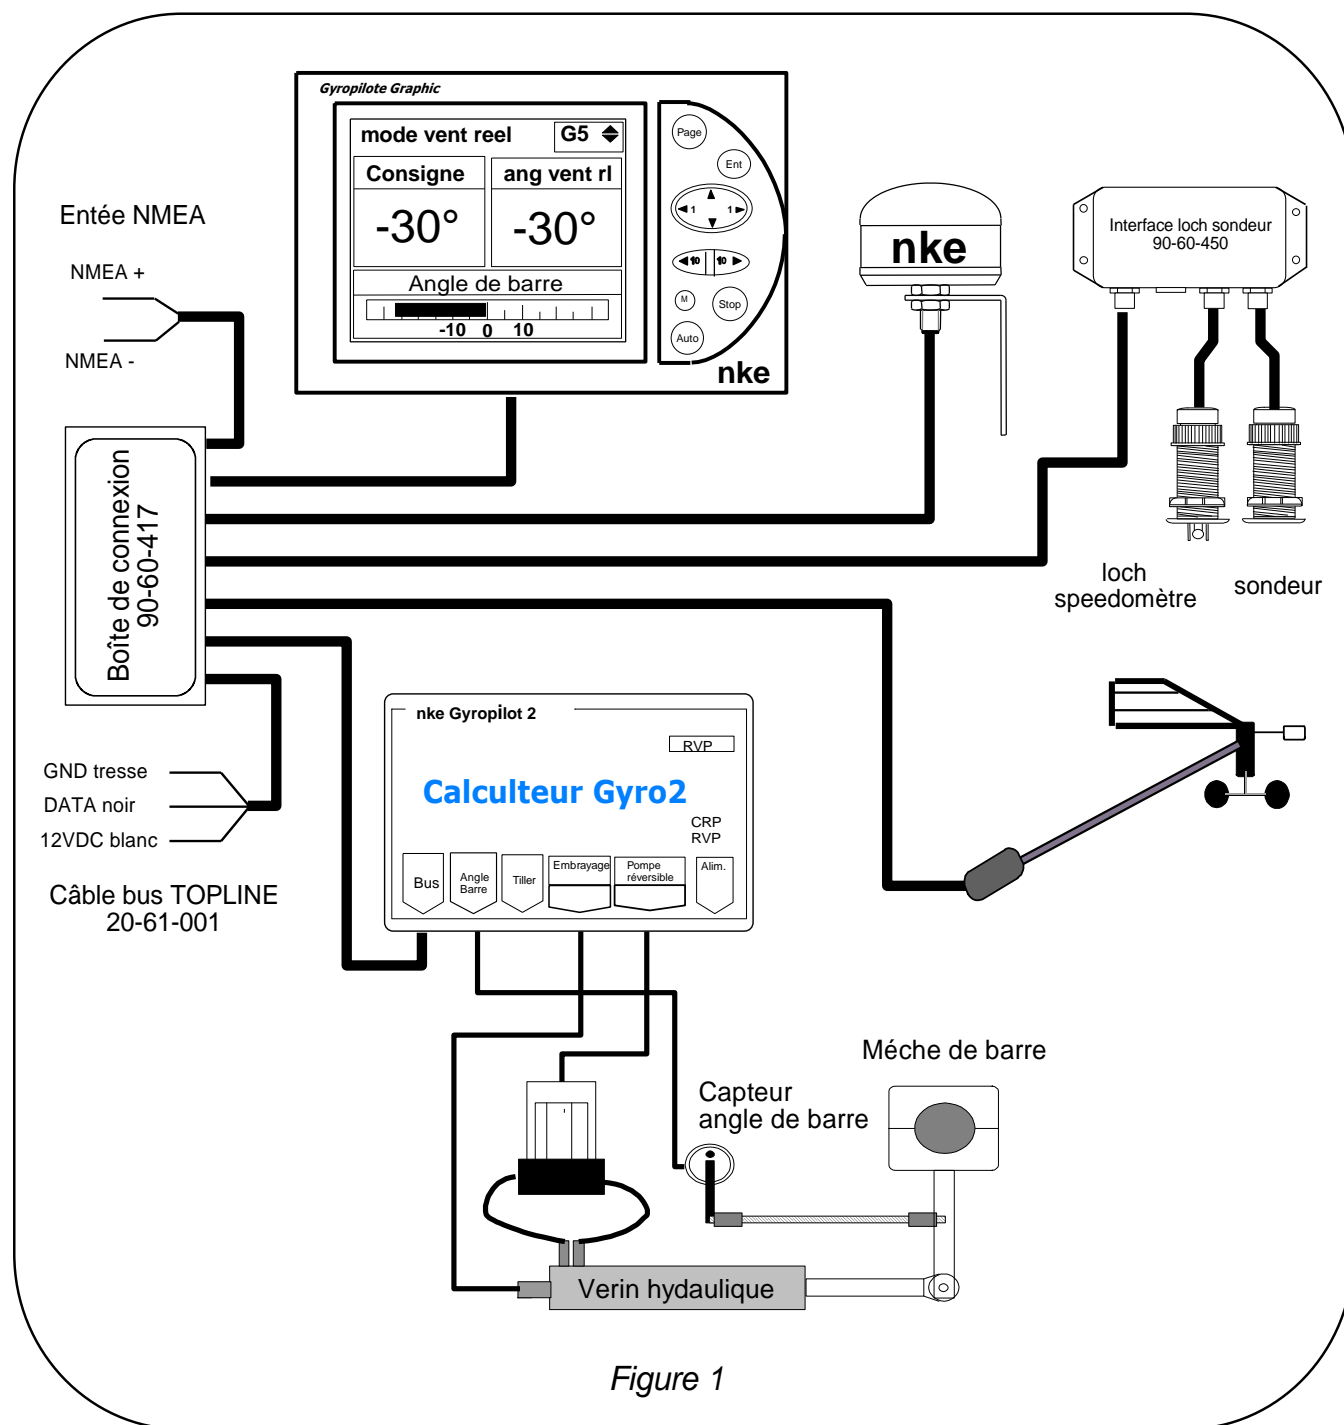 Gyropilote Graphic
mode vent reel
G5
Consigne
ang vent rl
-30°
-30°
Angle de barre
-10 0 10
Page
Ent
1 1
10 10
M
Stop
Auto
nke
Entée NMEA
NMEA +
NMEA -
nke
Interface loch sondeur
90-60-450
loch
speedomètre
sondeur
Boîte de connexion
90-60-417
GND tresse
DATA noir
12VDC blanc
Câble bus TOPLINE
20-61-001
nke Gyropilot 2
RVP
Calculteur Gyro2
CRP
RVP
Bus
Angle
Barre
Tiller
Embrayage
Pompe
réversible
Alim.
Méche de barre
Capteur
angle de barre
Verin hydaulique
Figure 1